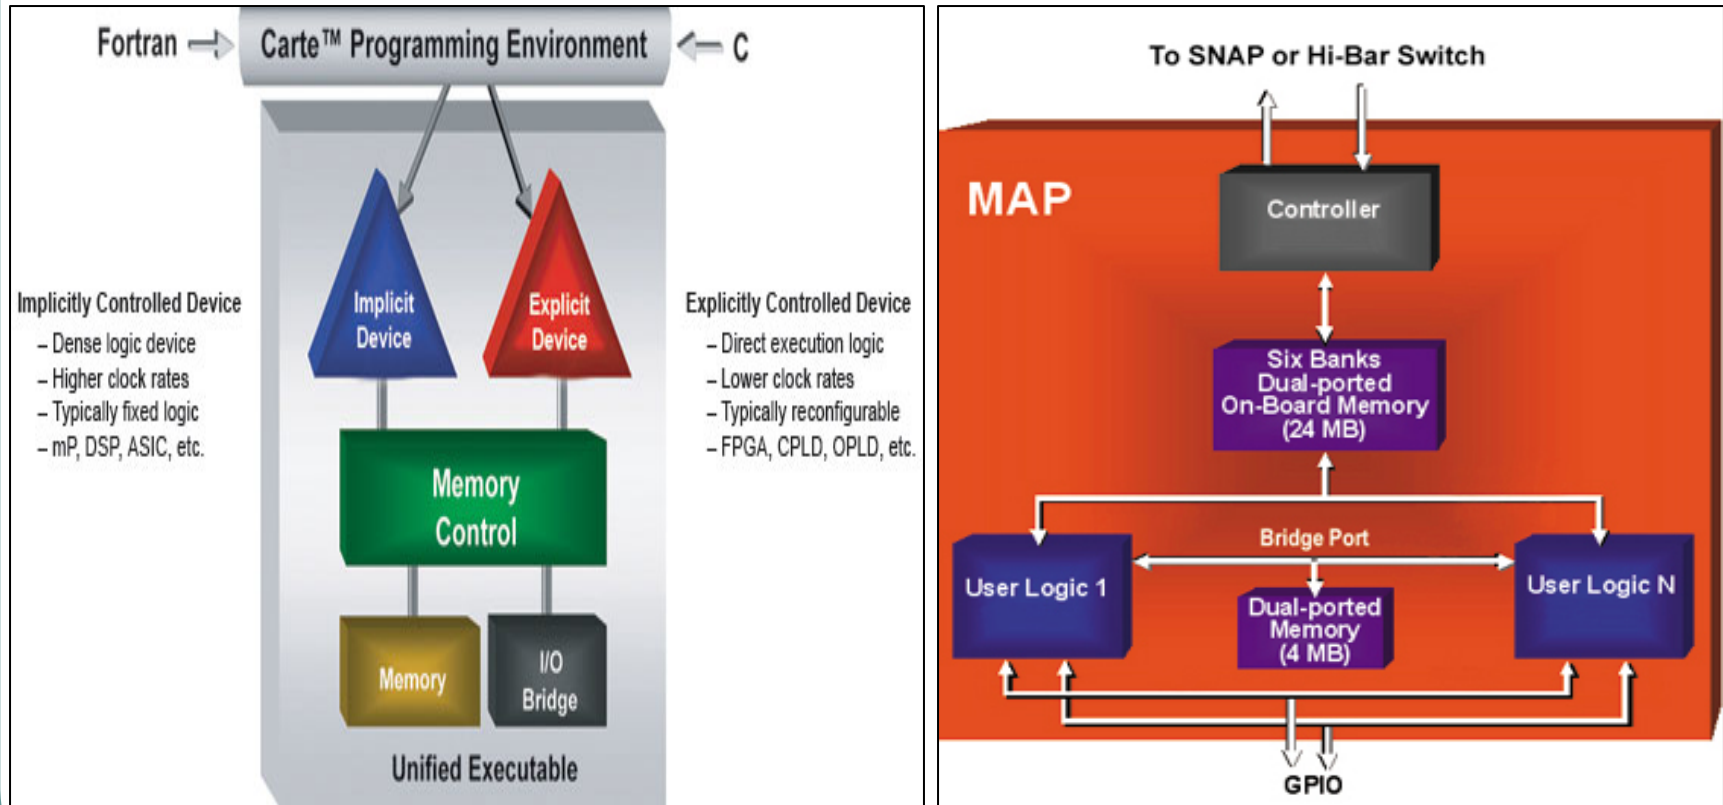 Fortran
Carte™ Programming Environment
C
Implicitly Controlled Device
– Dense logic device
– Higher clock rates
– Typically fixed logic
– mP, DSP, ASIC, etc.
Implicit
Device
Explicit
Device
Explicitly Controlled Device
– Direct execution logic
– Lower clock rates
– Typically reconfigurable
– FPGA, CPLD, OPLD, etc.
Memory
Control
Memory
I/O
Bridge
Unified Executable
To SNAP or Hi-Bar Switch
MAP
Controller
Six Banks
Dual-ported
On-Board Memory
(24 MB)
Bridge Port
User Logic 1
User Logic N
Dual-ported
Memory
(4 MB)
GPIO